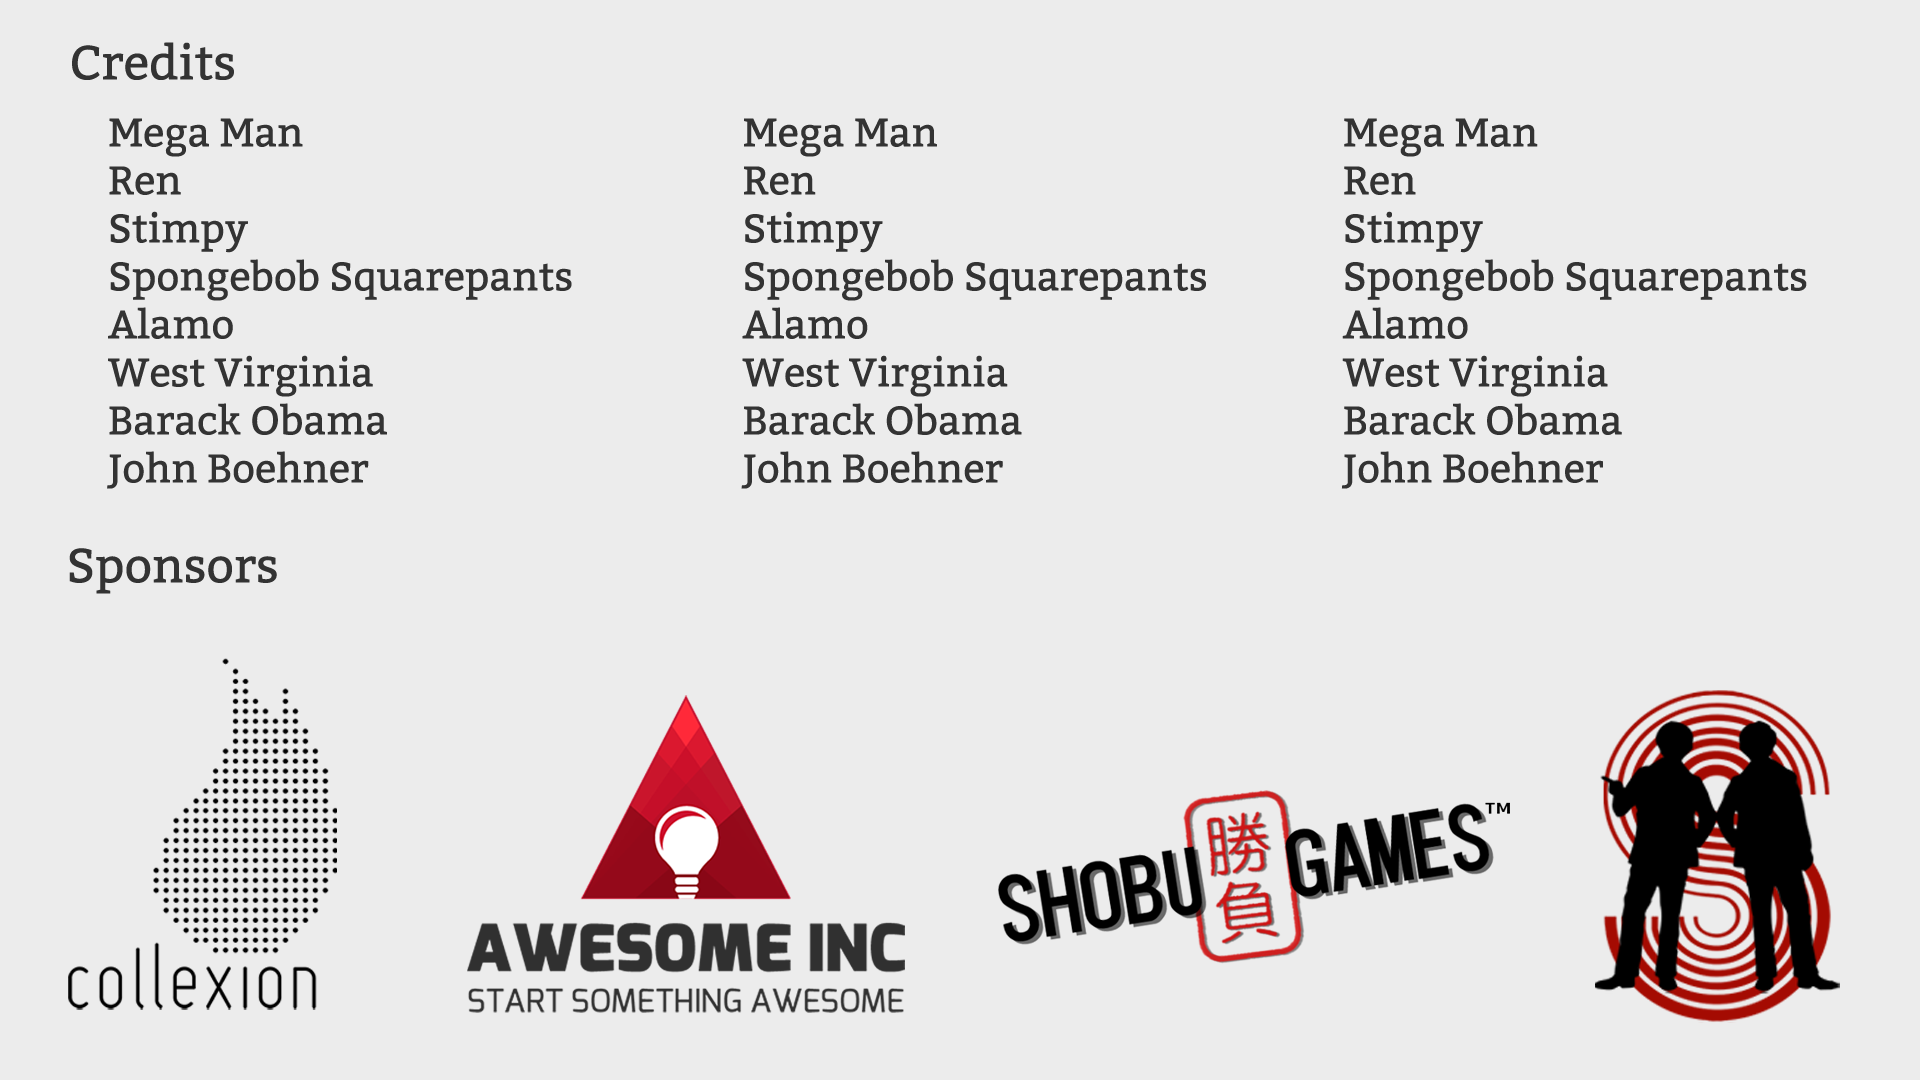 Credits
Mega Man
Ren
Stimpy
Spongebob Squarepants
Alamo
West Virginia
Barack Obama
John Boehner
Mega Man
Ren
Stimpy
Spongebob Squarepants
Alamo
West Virginia
Barack Obama
John Boehner
Mega Man
Ren
Stimpy
Spongebob Squarepants
Alamo
West Virginia
Barack Obama
John Boehner
Sponsors
collexion
AWESOME INC
START SOMETHING AWESOME
SHOBU 勝負 GAMES™
S